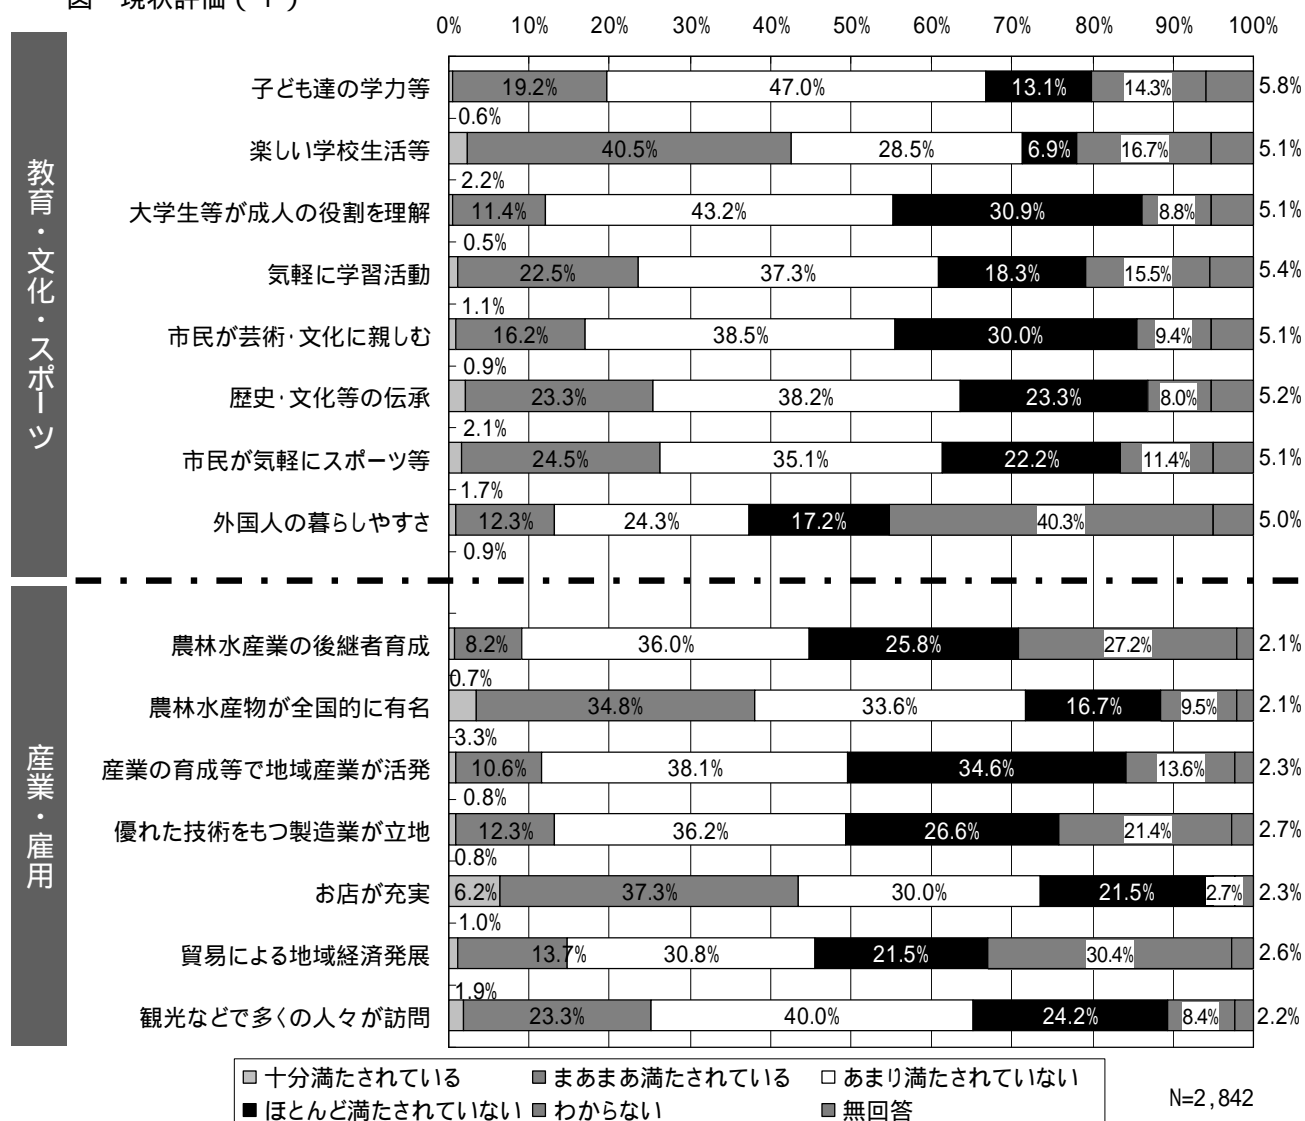 図 現状評価(1)
0% 10% 20% 30% 40% 50% 60% 70% 80% 90% 100%
教育・文化・スポーツ
子ども達の学力等 19.2% 47.0% 13.1% 14.3% 5.8%
0.6%
楽しい学校生活等 40.5% 28.5% 6.9% 16.7% 5.1%
2.2%
大学生等が成人の役割を理解 11.4% 43.2% 30.9% 8.8% 5.1%
0.5%
気軽に学習活動 22.5% 37.3% 18.3% 15.5% 5.4%
1.1%
市民が芸術・文化に親しむ 16.2% 38.5% 30.0% 9.4% 5.1%
0.9%
歴史・文化等の伝承 23.3% 38.2% 23.3% 8.0% 5.2%
2.1%
市民が気軽にスポーツ等 24.5% 35.1% 22.2% 11.4% 5.1%
1.7%
外国人の暮らしやすさ 12.3% 24.3% 17.2% 40.3% 5.0%
0.9%
産業・雇用
農林水産業の後継者育成 8.2% 36.0% 25.8% 27.2% 2.1%
0.7%
農林水産物が全国的に有名 34.8% 33.6% 16.7% 9.5% 2.1%
3.3%
産業の育成等で地域産業が活発 10.6% 38.1% 34.6% 13.6% 2.3%
0.8%
優れた技術をもつ製造業が立地 12.3% 36.2% 26.6% 21.4% 2.7%
0.8%
お店が充実 6.2% 37.3% 30.0% 21.5% 2.7% 2.3%
1.0%
貿易による地域経済発展 13.7% 30.8% 21.5% 30.4% 2.6%
1.9%
観光などで多くの人々が訪問 23.3% 40.0% 24.2% 8.4% 2.2%
十分満たされている まあまあ満たされている あまり満たされていない
ほとんど満たされていない わからない 無回答
N=2,842